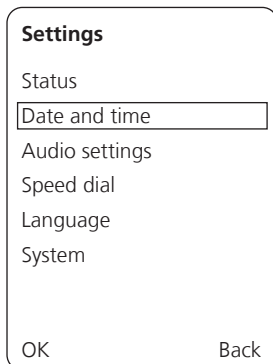 Settings
Status
Date and time
Audio settings
Speed dial
Language
System
OK Back